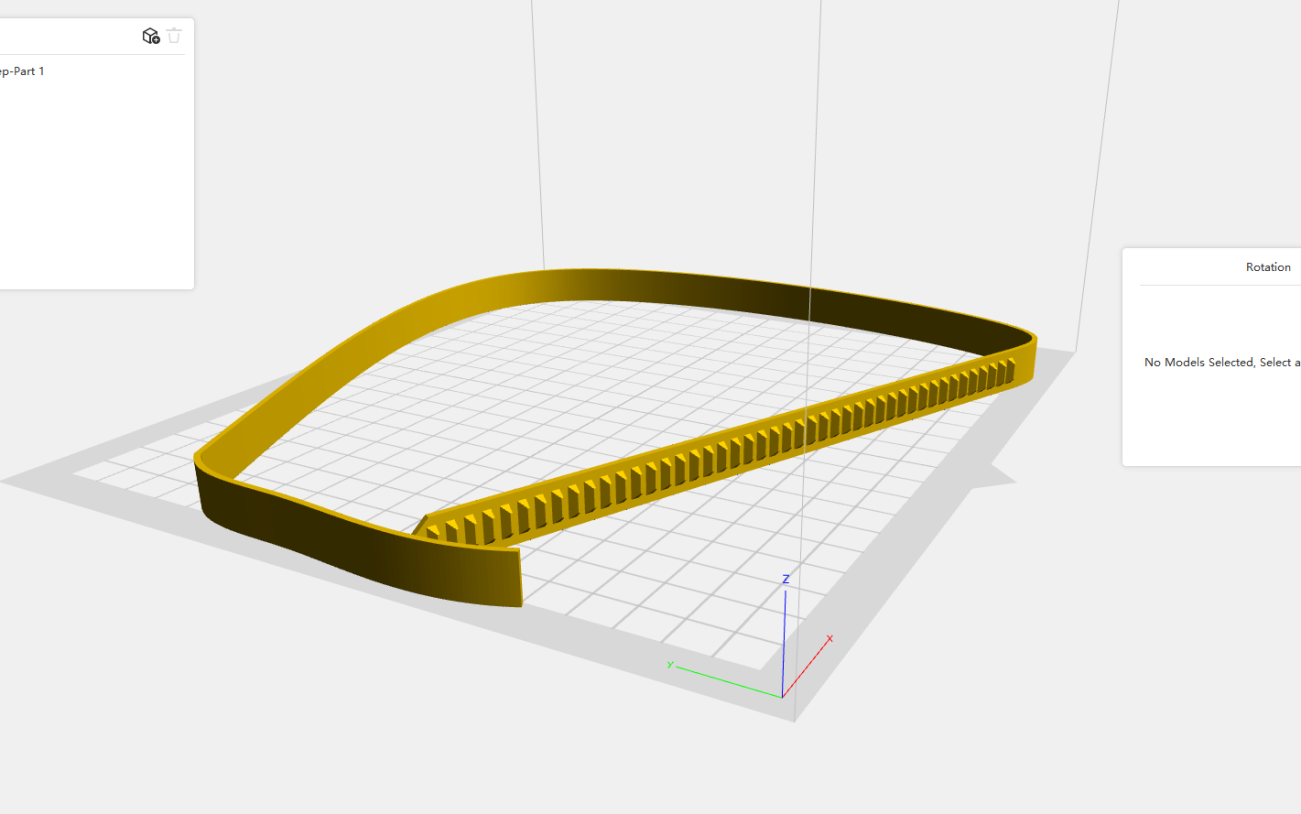 ep-Part 1
Rotation
No Models Selected, Select a
Z
X
Y